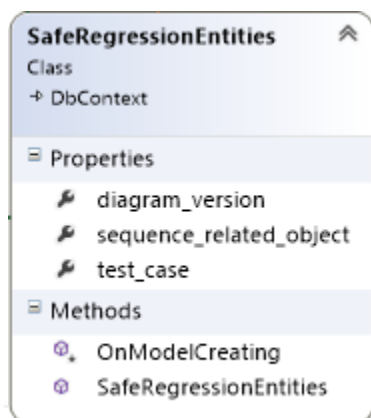 SafeRegressionEntities
Class
DbContext
Properties
diagram_version
sequence_related_object
test_case
Methods
OnModelCreating
SafeRegressionEntities